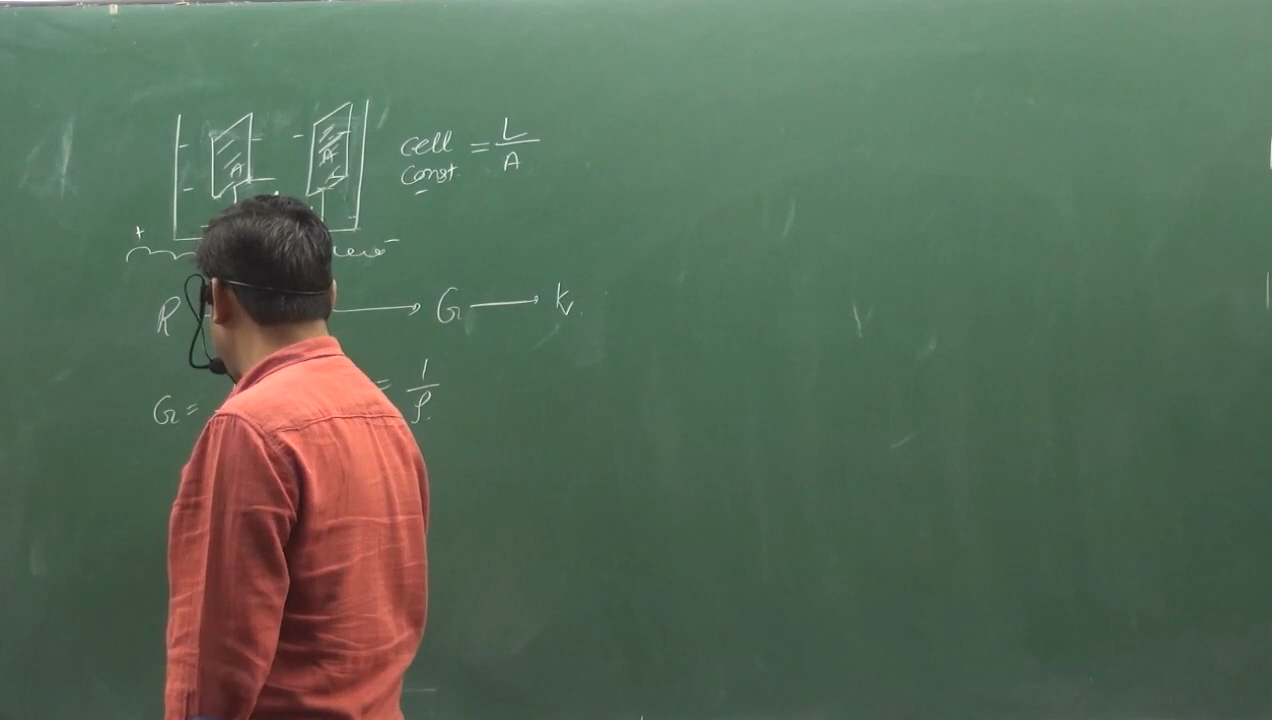 A A
cell = L/A
const.
+ -
R → G → K
G = = 1/ρ